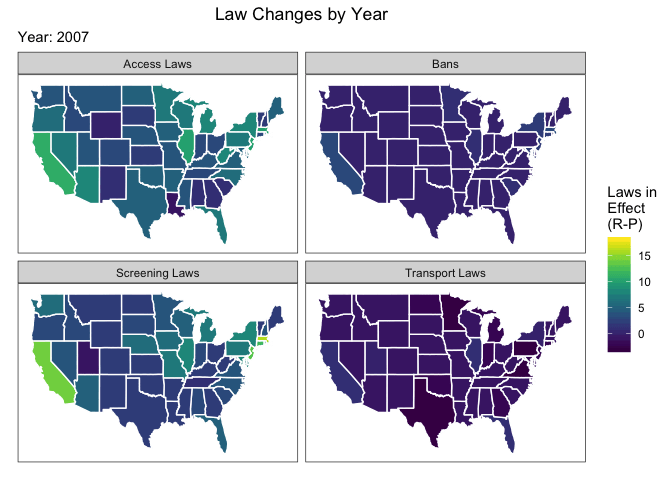 Law Changes by Year
Year: 2007
Access Laws
Bans
Screening Laws
Transport Laws
Laws in
Effect
(R-P)
15
10
5
0